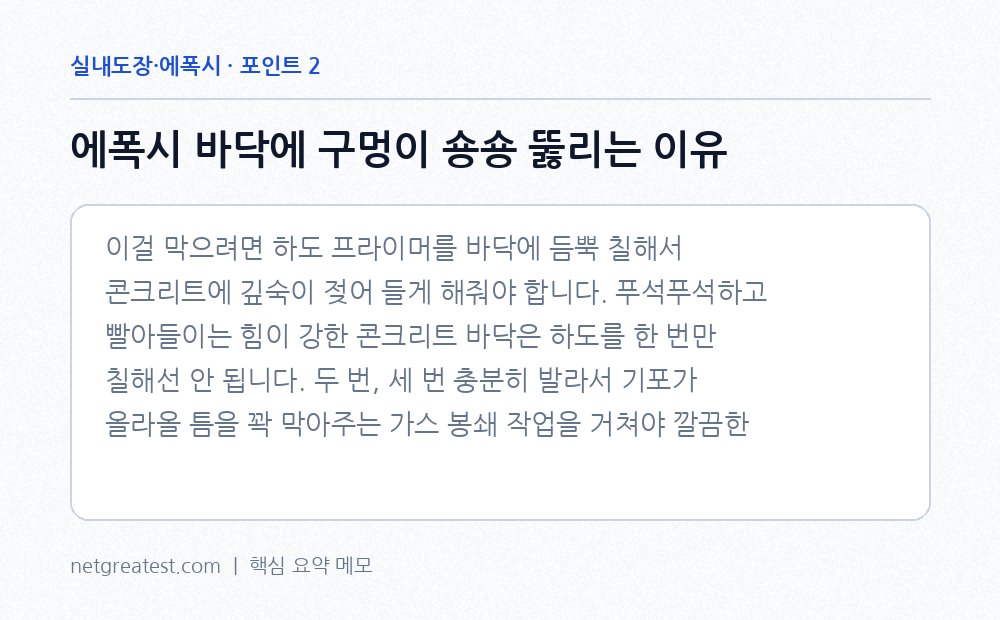 실내도장·에폭시 · 포인트 2
에폭시 바닥에 구멍이 숑숑 뚫리는 이유
이걸 막으려면 하도 프라이머를 바닥에 듬뿍 칠해서
콘크리트에 깊숙이 젖어 들게 해줘야 합니다. 푸석푸석하고
빨아들이는 힘이 강한 콘크리트 바닥은 하도를 한 번만
칠해선 안 됩니다. 두 번, 세 번 충분히 발라서 기포가
올라올 틈을 꽉 막아주는 가스 봉쇄 작업을 거쳐야 깔끔한
netgreatest.com | 핵심 요약 메모